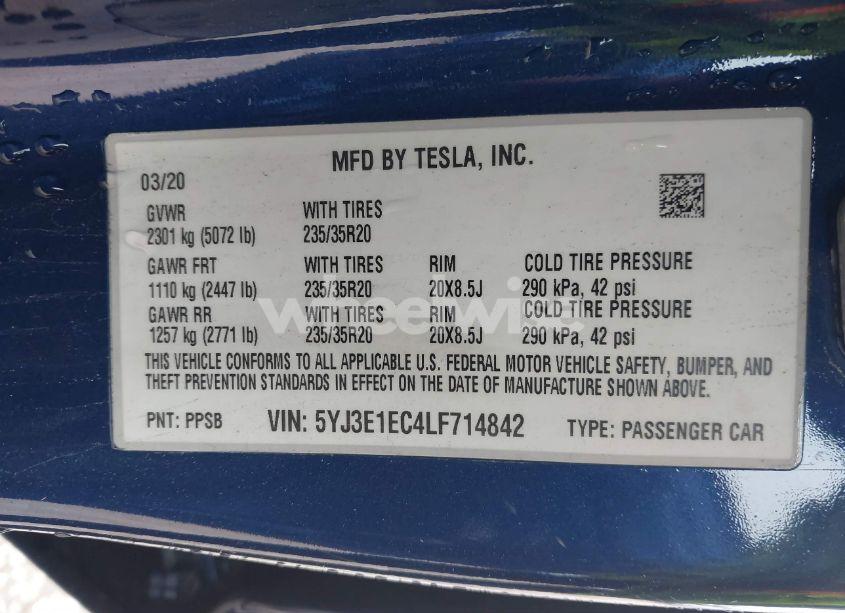 MFD BY TESLA, INC.
03/20
GVWR WITH TIRES
2301 kg (5072 lb) 235/35R20
GAWR FRT WITH TIRES RIM COLD TIRE PRESSURE
1110 kg (2447 lb) 235/35R20 20X8.5J 290 kPa, 42 psi
GAWR RR WITH TIRES RIM COLD TIRE PRESSURE
1257 kg (2771 lb) 235/35R20 20X8.5J 290 kPa, 42 psi
wheelwise
THIS VEHICLE CONFORMS TO ALL APPLICABLE U.S. FEDERAL MOTOR VEHICLE SAFETY, BUMPER, AND
THEFT PREVENTION STANDARDS IN EFFECT ON THE DATE OF MANUFACTURE SHOWN ABOVE.
PNT: PPSB VIN: 5YJ3E1EC4LF714842 TYPE: PASSENGER CAR